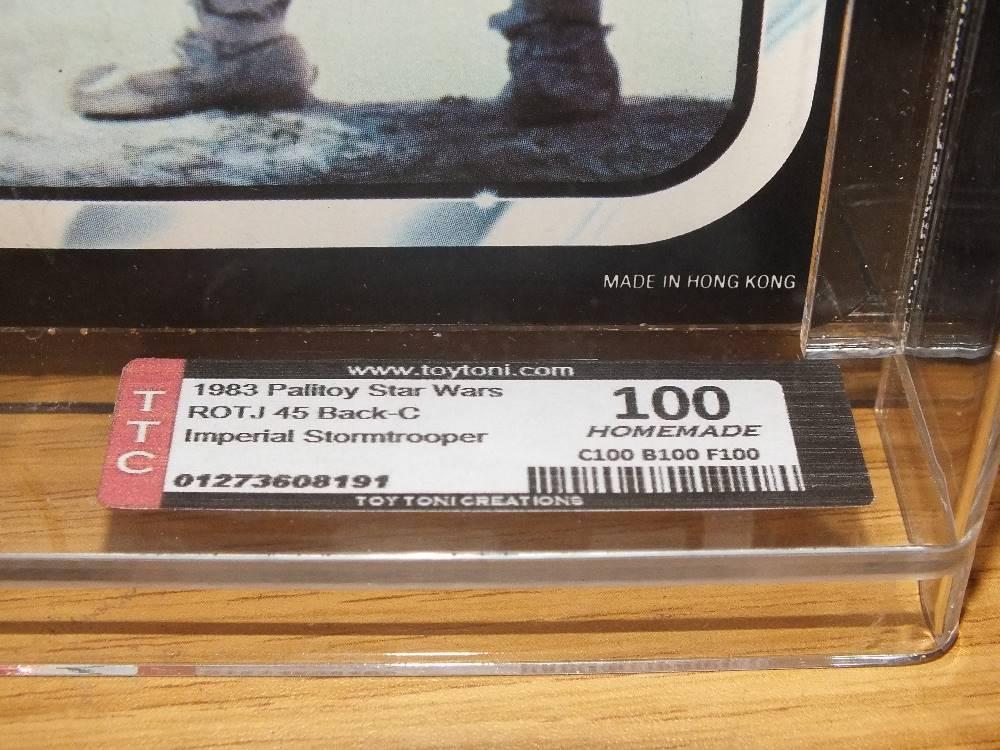 MADE IN HONG KONG
www.toytoni.com
TTC
1983 Palitoy Star Wars
ROTJ 45 Back-C
Imperial Stormtrooper
01273608191
100
HOMEMADE
C100 B100 F100
TOY TONI CREATIONS